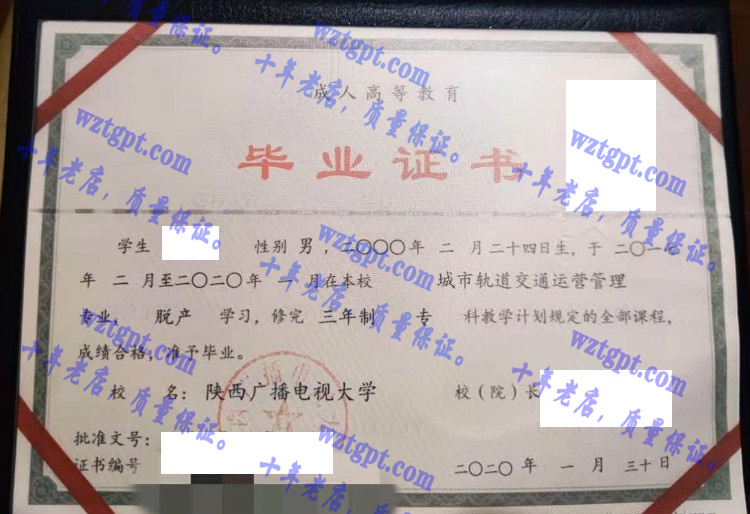 成人高等教育
毕业证书
学生 性别 男，二〇〇〇年 二 月二十四日生，于 二〇一七
年 二 月至二〇二〇年 一 月在本校 城市轨道交通运营管理
专业， 脱产 学习，修完 三年制 专 科教学计划规定的全部课程，
成绩合格，准予毕业。
校 名：陕西广播电视大学 校（院）长
批准文号：
证书编号 二〇二〇 年 一 月 三十 日
wztgpt.com
十年老店，质量保证。